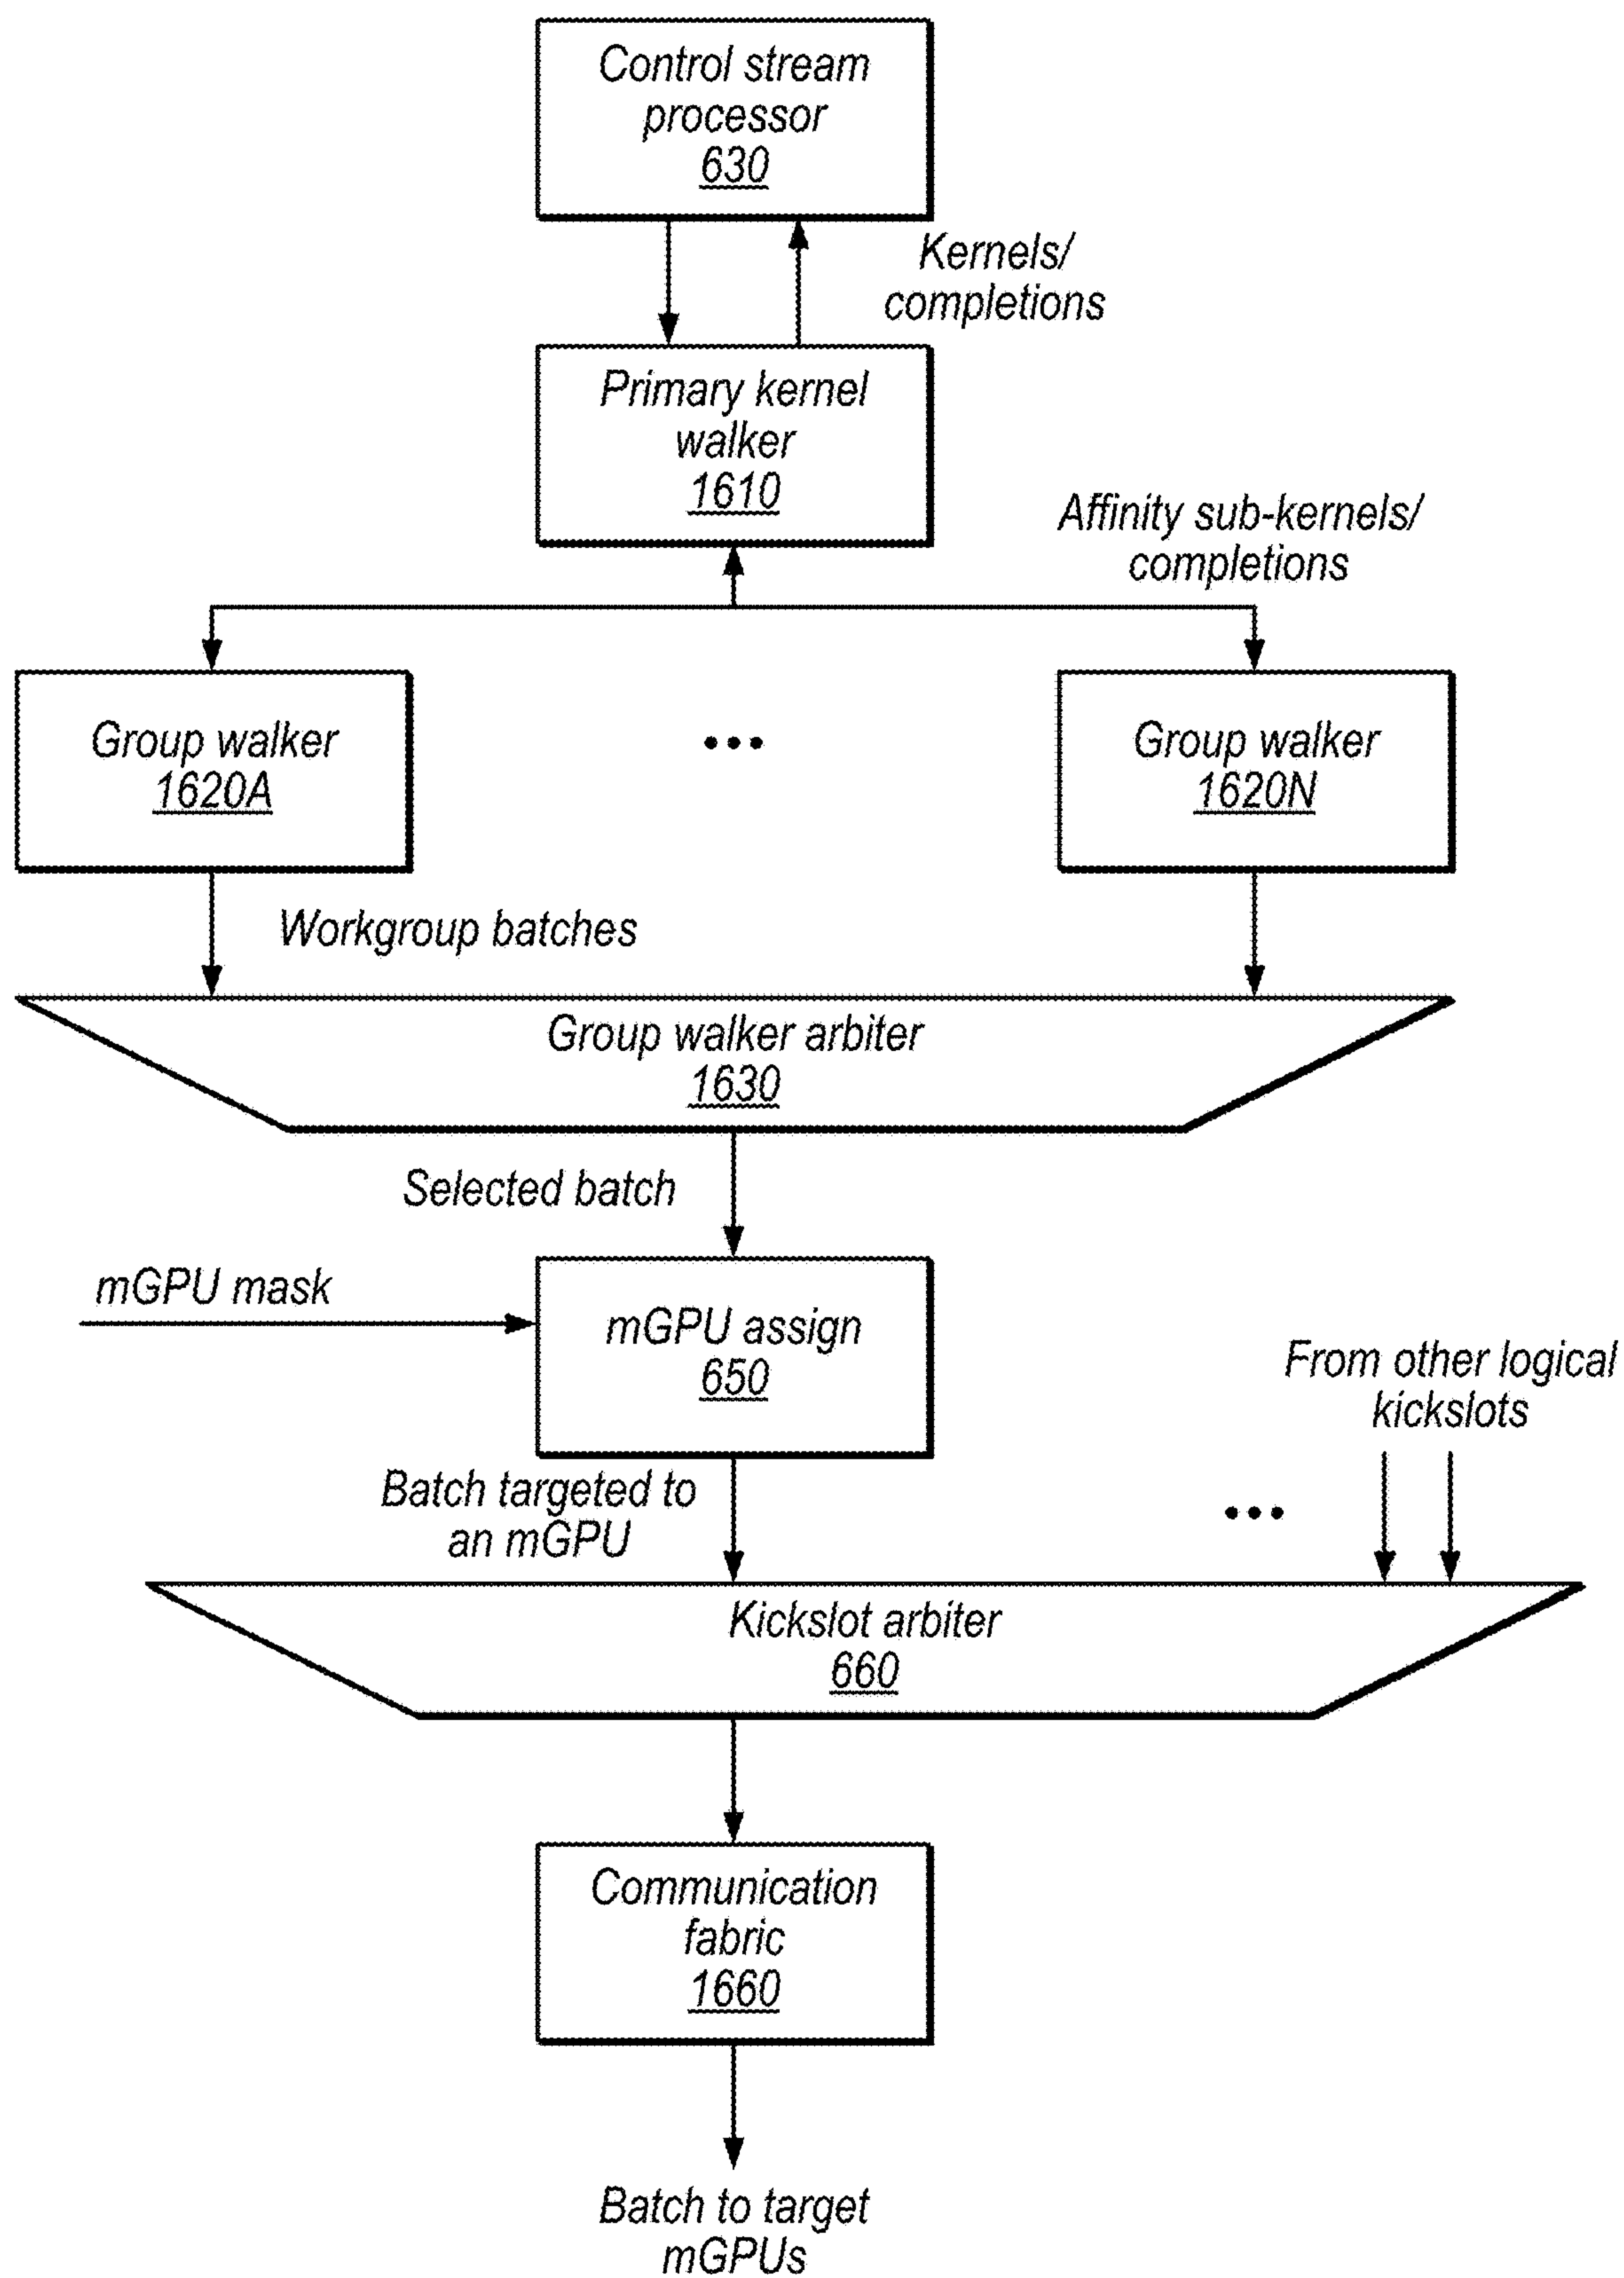 Control stream
processor
630
Kernels/
completions
Primary kernel
walker
1610
Affinity sub-kernels/
completions
Group walker
1620A
Group walker
1620N
Workgroup batches
Group walker arbiter
1630
Selected batch
mGPU mask
mGPU assign
650
From other logical
kickslots
Batch targeted to
an mGPU
Kickslot arbiter
660
Communication
fabric
1660
Batch to target
mGPUs